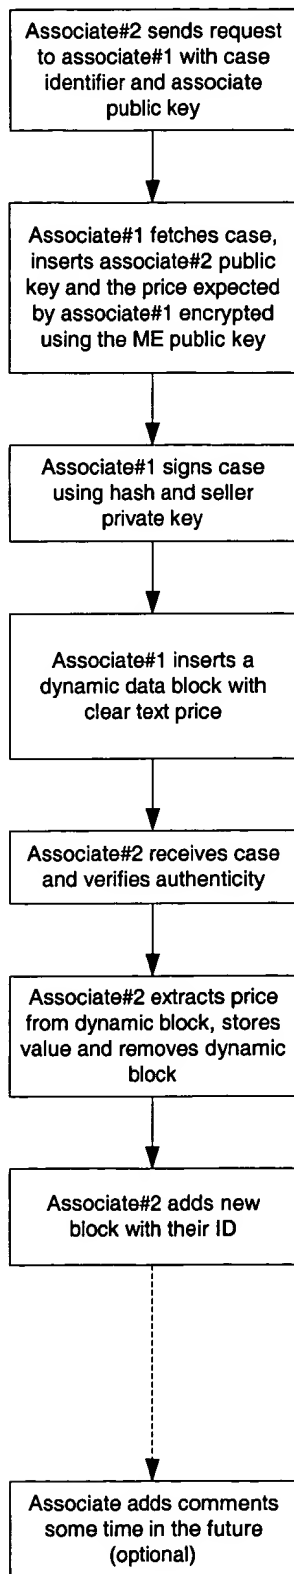 Associate#2 sends request
to associate#1 with case
identifier and associate
public key
Associate#1 fetches case,
inserts associate#2 public
key and the price expected
by associate#1 encrypted
using the ME public key
Associate#1 signs case
using hash and seller
private key
Associate#1 inserts a
dynamic data block with
clear text price
Associate#2 receives case
and verifies authenticity
Associate#2 extracts price
from dynamic block, stores
value and removes dynamic
block
Associate#2 adds new
block with their ID
Associate adds comments
some time in the future
(optional)